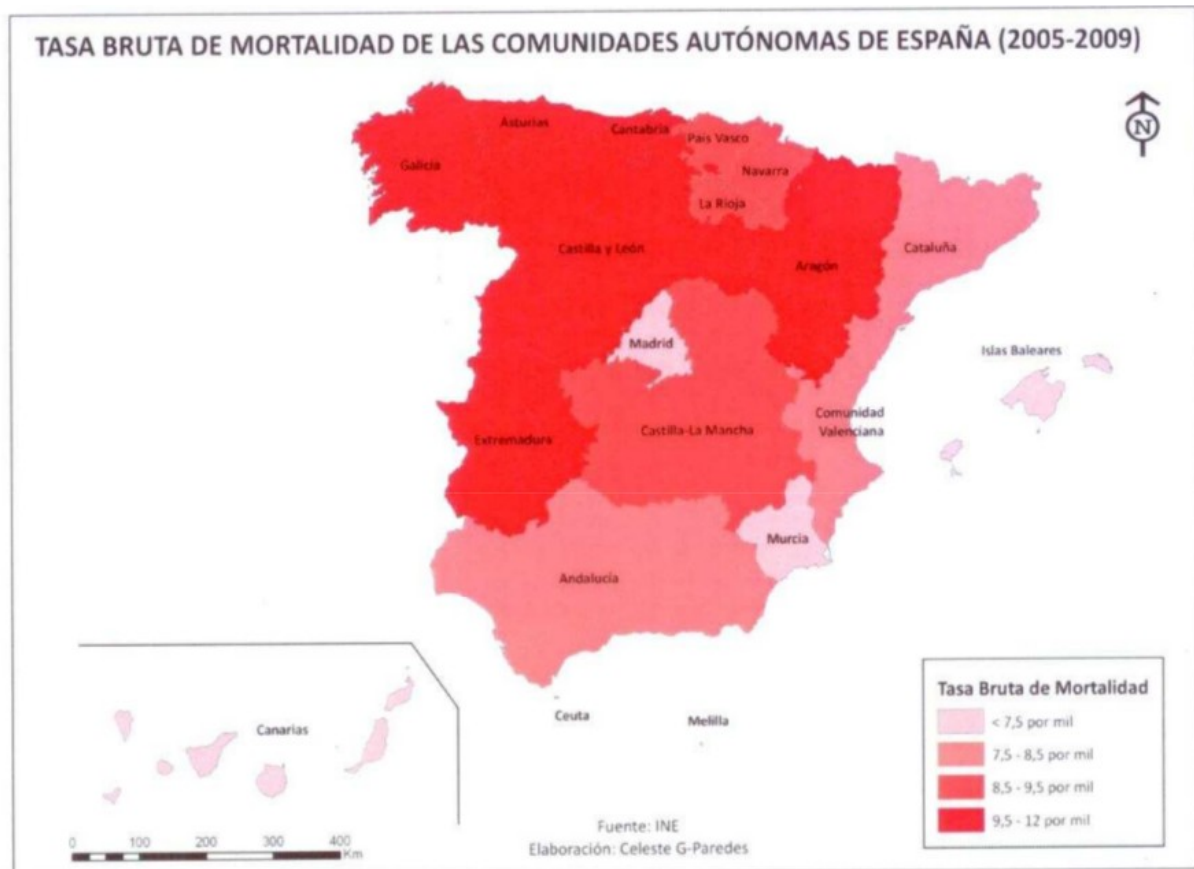 TASA BRUTA DE MORTALIDAD DE LAS COMUNIDADES AUTÓNOMAS DE ESPAÑA (2005-2009)
N
Asturias
Cantabria
País Vasco
Galicia
Navarra
La Rioja
Castilla y León
Cataluña
Aragón
Madrid
Islas Baleares
Comunidad
Valenciana
Castilla-La Mancha
Extremadura
Murcia
Andalucía
Ceuta
Melilla
Canarias
Tasa Bruta de Mortalidad
< 7,5 por mil
7,5 - 8,5 por mil
8,5 - 9,5 por mil
9,5 - 12 por mil
0 100 200 300 400
Km
Fuente: INE
Elaboración: Celeste G-Paredes